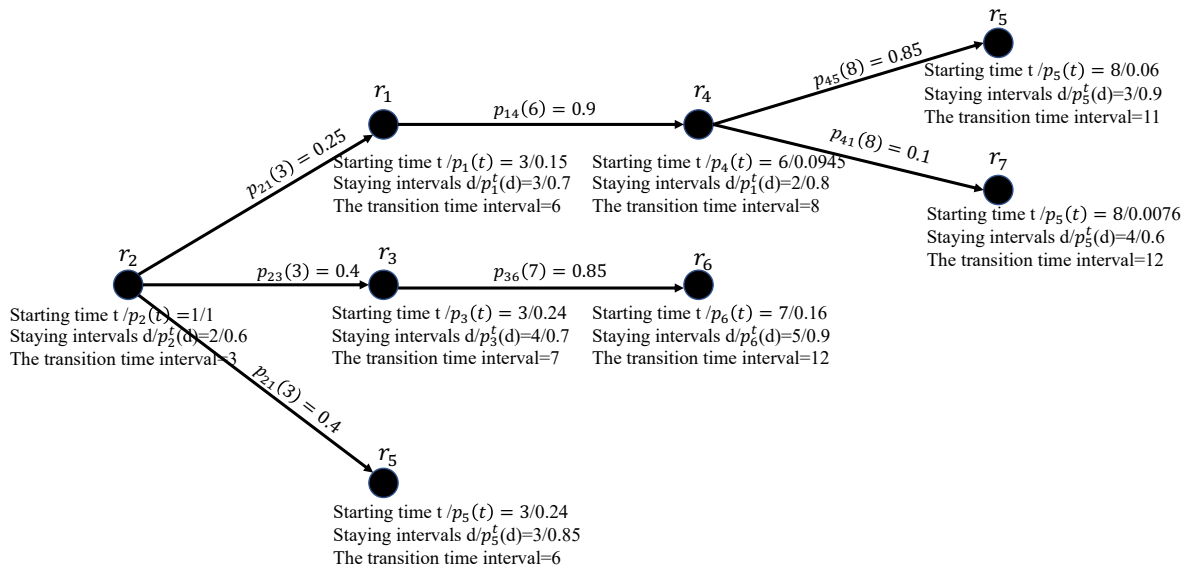 r₅
p₄₅(8) = 0.85
Starting time t /p₅(t) = 8/0.06
Staying intervals d/p₅ᵗ(d)=3/0.9
The transition time interval=11
r₁
p₁₄(6) = 0.9
r₄
p₂₁(3) = 0.25
Starting time t /p₁(t) = 3/0.15
Staying intervals d/p₁ᵗ(d)=3/0.7
The transition time interval=6
Starting time t /p₄(t) = 6/0.0945
Staying intervals d/p₁ᵗ(d)=2/0.8
The transition time interval=8
p₄₁(8) = 0.1
r₇
Starting time t /p₅(t) = 8/0.0076
Staying intervals d/p₅ᵗ(d)=4/0.6
The transition time interval=12
r₂
p₂₃(3) = 0.4
r₃
p₃₆(7) = 0.85
r₆
Starting time t /p₂(t) =1/1
Staying intervals d/p₂ᵗ(d)=2/0.6
The transition time interval=3
Starting time t /p₃(t) = 3/0.24
Staying intervals d/p₃ᵗ(d)=4/0.7
The transition time interval=7
Starting time t /p₆(t) = 7/0.16
Staying intervals d/p₆ᵗ(d)=5/0.9
The transition time interval=12
p₂₁(3) = 0.4
r₅
Starting time t /p₅(t) = 3/0.24
Staying intervals d/p₅ᵗ(d)=3/0.85
The transition time interval=6